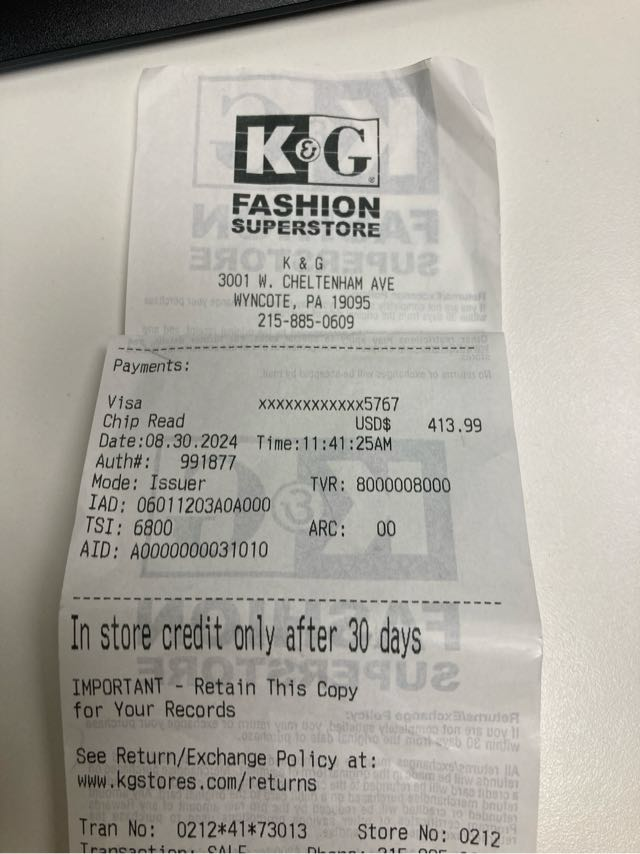 K&G
FASHION
SUPERSTORE
K & G
3001 W. CHELTENHAM AVE
WYNCOTE, PA 19095
215-885-0609
Payments:
Visa xxxxxxxxxxxx5767
Chip Read USD$ 413.99
Date:08.30.2024 Time:11:41:25AM
Auth#: 991877
Mode: Issuer TVR: 8000008000
IAD: 06011203A0A000
TSI: 6800 ARC: 00
AID: A0000000031010
In store credit only after 30 days
IMPORTANT - Retain This Copy
for Your Records
See Return/Exchange Policy at:
www.kgstores.com/returns
Tran No: 0212*41*73013 Store No: 0212
Transaction: SALE